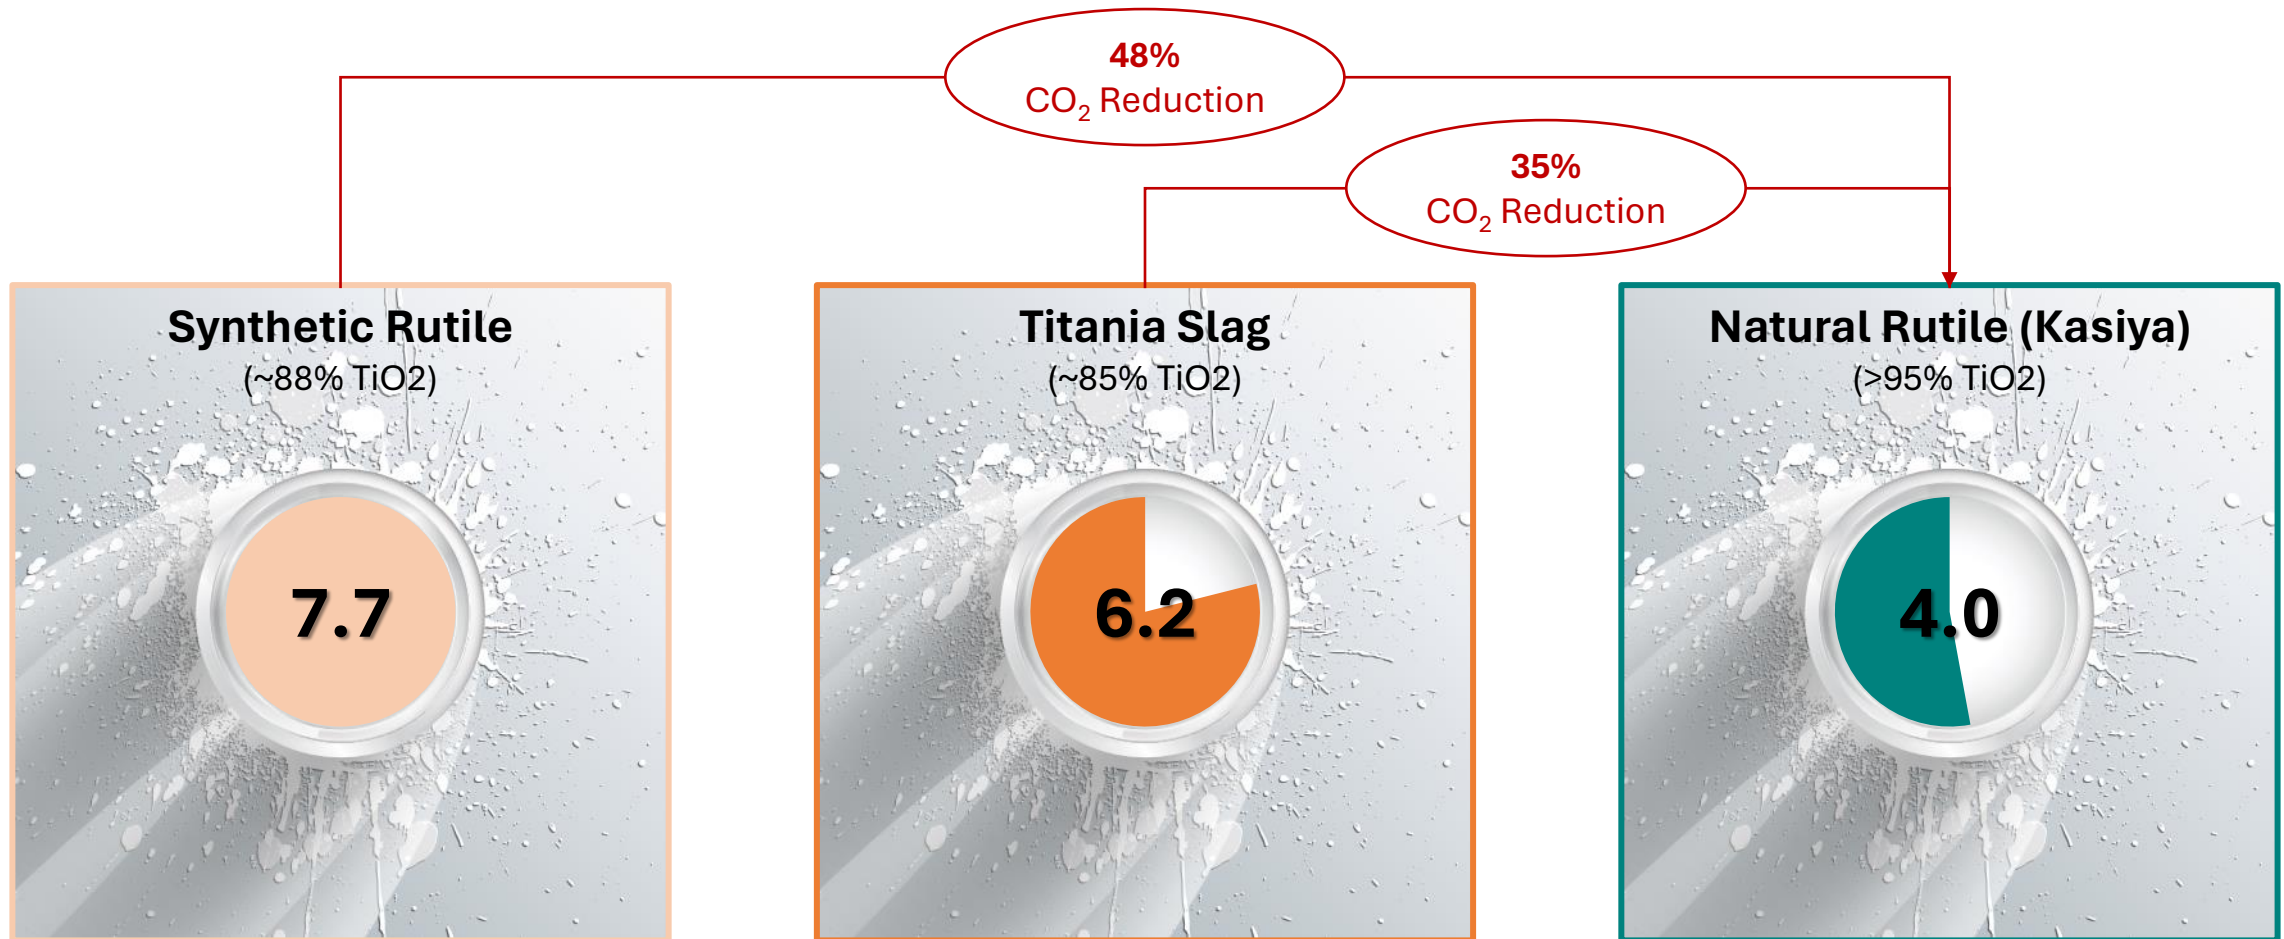 48%
CO₂ Reduction
35%
CO₂ Reduction
Synthetic Rutile
(~88% TiO2)
Titania Slag
(~85% TiO2)
Natural Rutile (Kasiya)
(>95% TiO2)
7.7
6.2
4.0